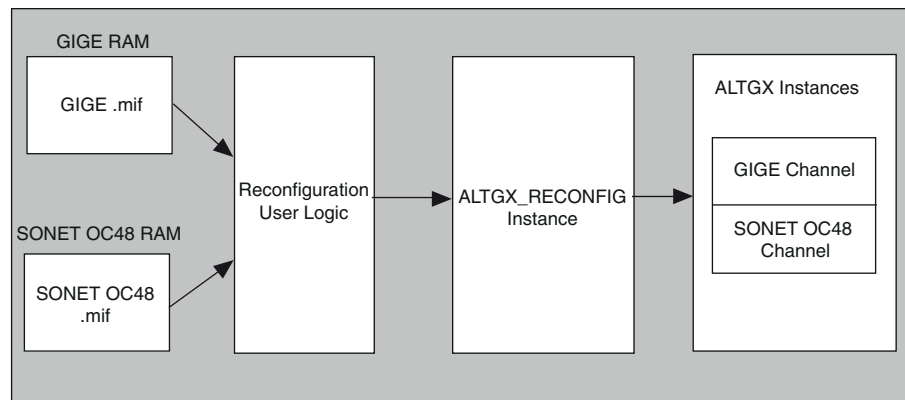 GIGE RAM
GIGE .mif
SONET OC48 RAM
SONET OC48
.mif
Reconfiguration
User Logic
ALTGX_RECONFIG
Instance
ALTGX Instances
GIGE Channel
SONET OC48
Channel